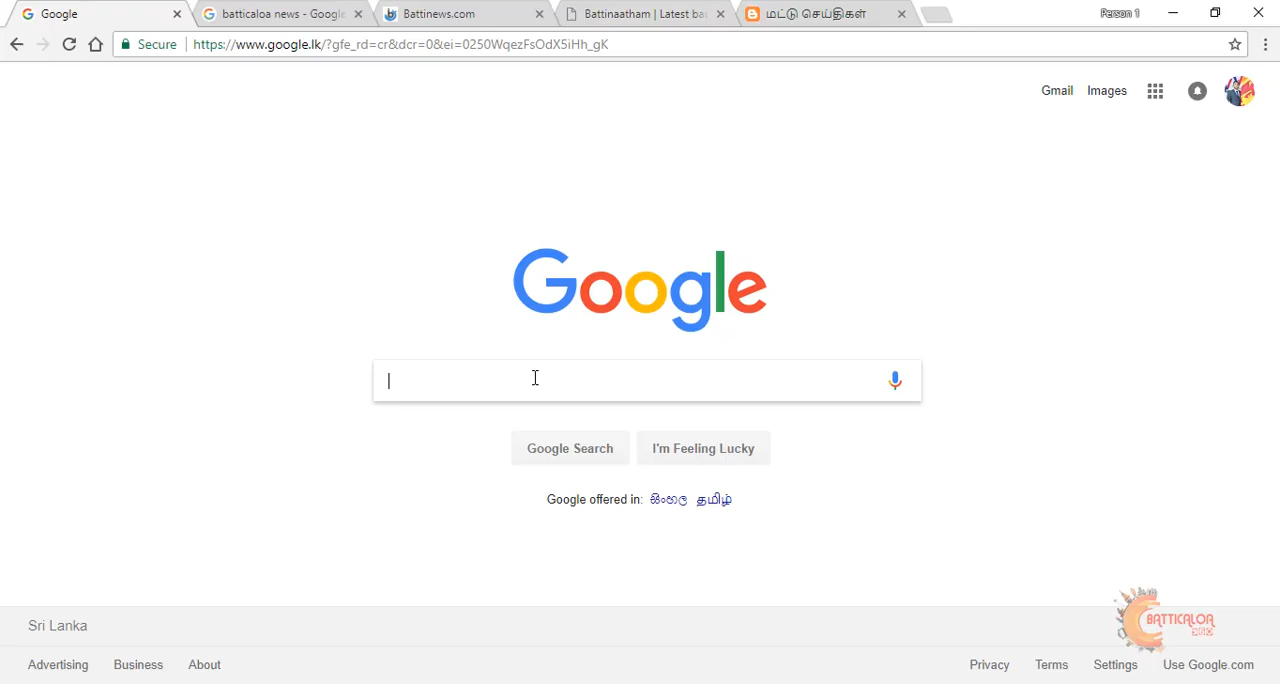 Google
batticaloa news - Google
Battinews.com
Battinaatham | Latest ba
மட்டு செய்திகள்
Person 1
Secure
https://www.google.lk/?gfe_rd=cr&dcr=0&ei=0250WqezFsOdX5iHh_gK
Gmail Images
Google
Google Search I'm Feeling Lucky
Google offered in: සිංහල தமிழ்
Sri Lanka
BATTICALOA
Advertising Business About
Privacy Terms Settings Use Google.com